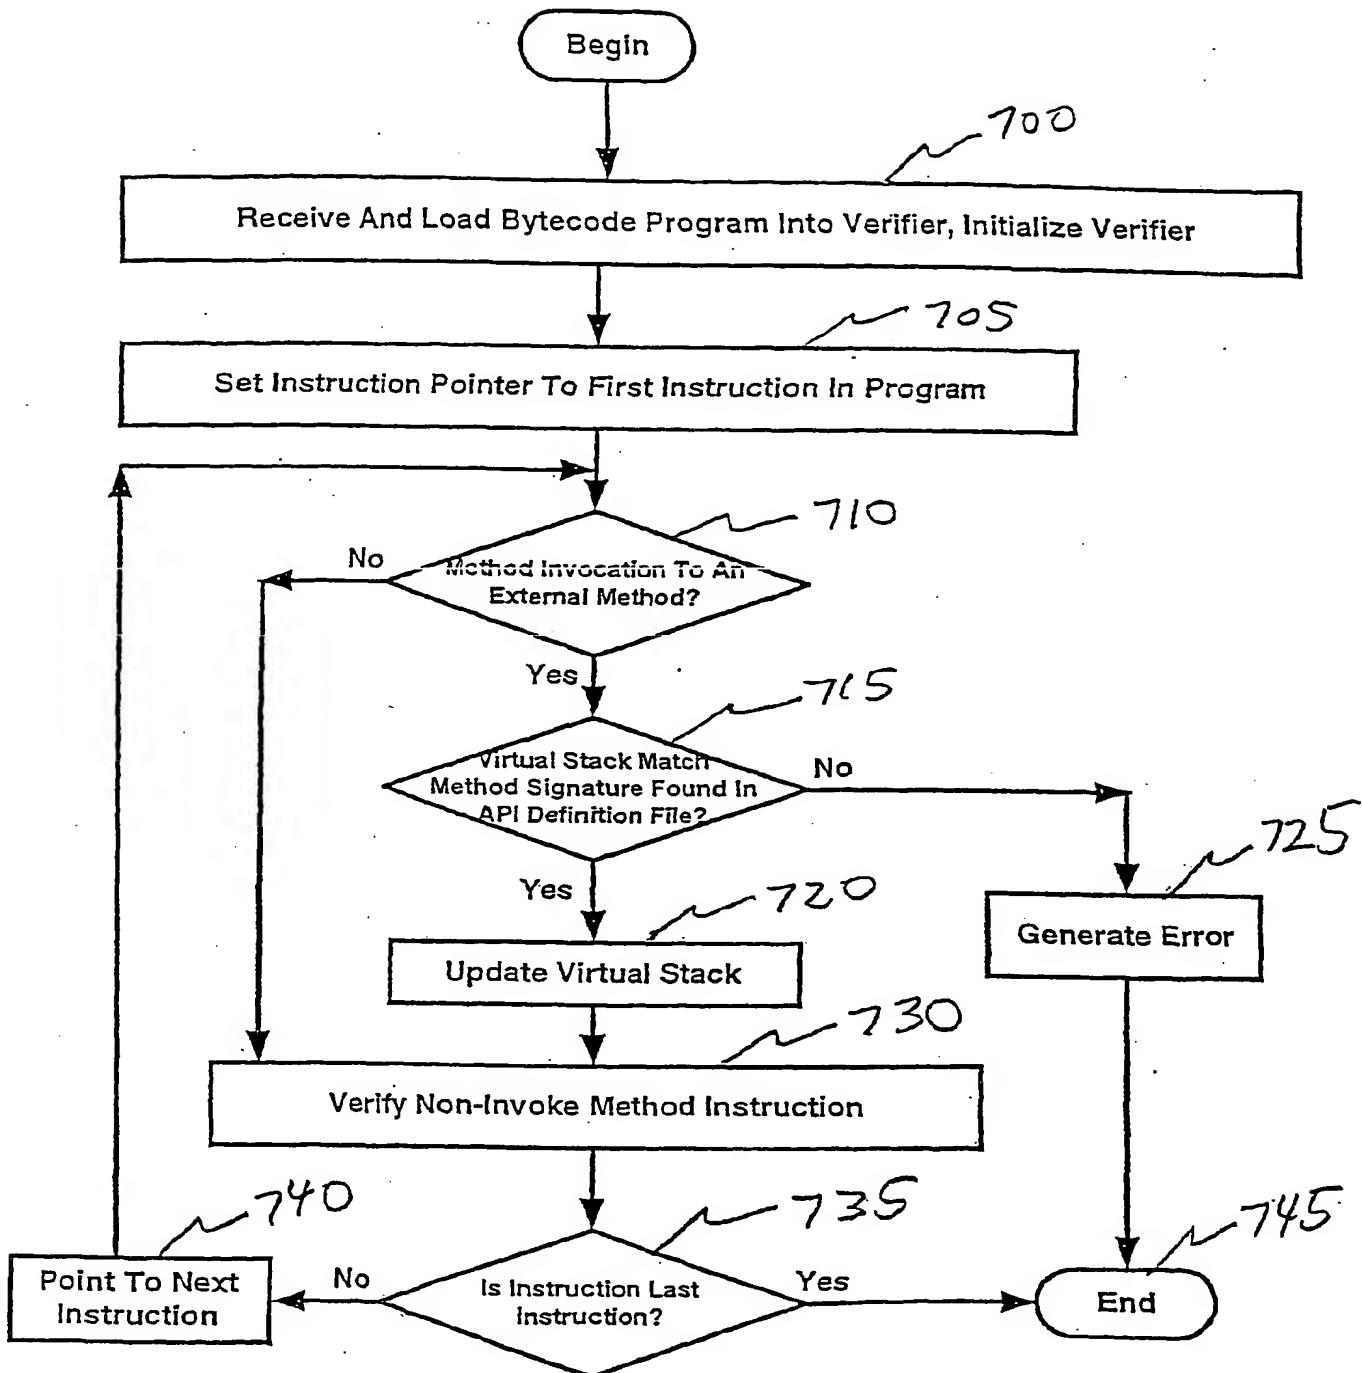 Begin
700
Receive And Load Bytecode Program Into Verifier, Initialize Verifier
705
Set Instruction Pointer To First Instruction In Program
710
No
Method Invocation To An
External Method?
Yes
715
Virtual Stack Match
Method Signature Found In
API Definition File?
No
725
Yes
720
Generate Error
Update Virtual Stack
730
Verify Non-Invoke Method Instruction
740
735
745
Point To Next
Instruction
No
Is Instruction Last
Instruction?
Yes
End